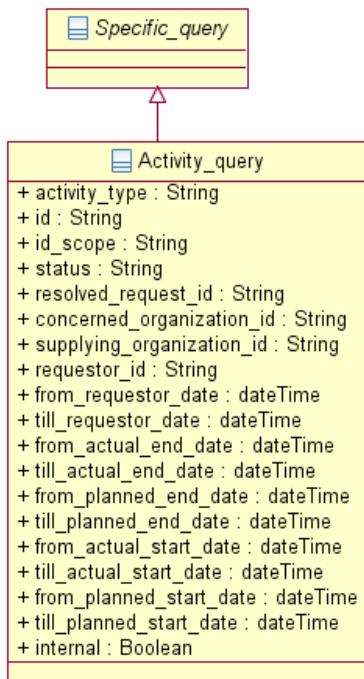 Specific_query
Activity_query
+ activity_type : String
+ id : String
+ id_scope : String
+ status : String
+ resolved_request_id : String
+ concerned_organization_id : String
+ supplying_organization_id : String
+ requestor_id : String
+ from_requestor_date : dateTime
+ till_requestor_date : dateTime
+ from_actual_end_date : dateTime
+ till_actual_end_date : dateTime
+ from_planned_end_date : dateTime
+ till_planned_end_date : dateTime
+ from_actual_start_date : dateTime
+ till_actual_start_date : dateTime
+ from_planned_start_date : dateTime
+ till_planned_start_date : dateTime
+ internal : Boolean